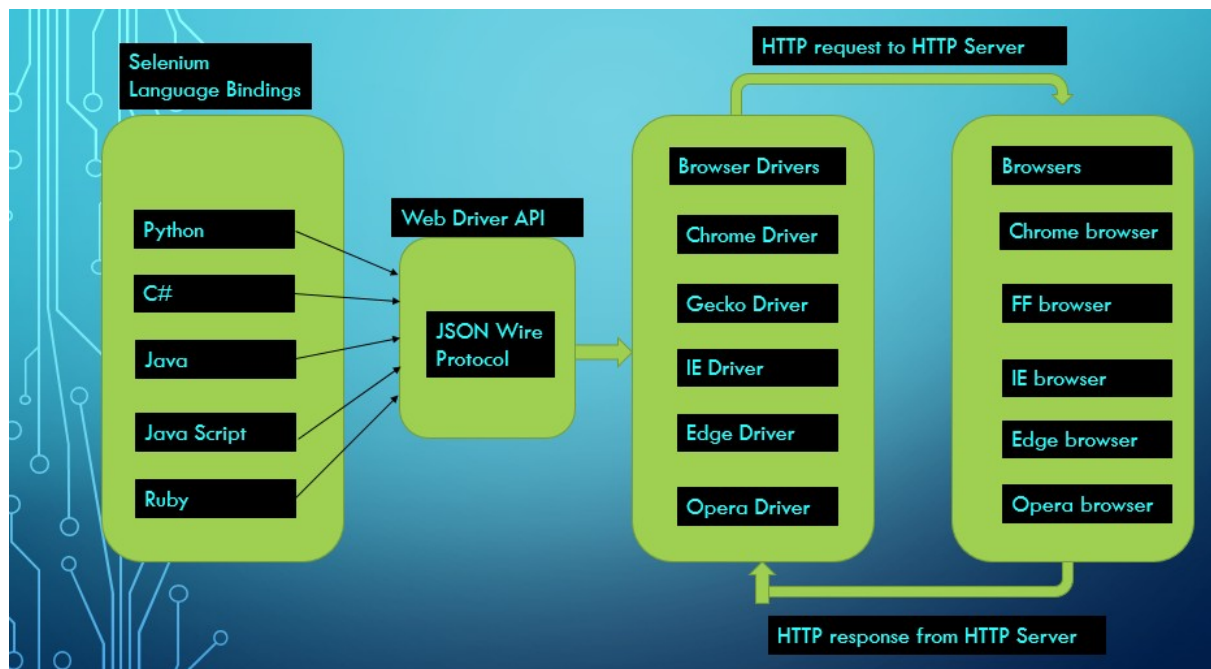 Selenium
Language Bindings
Python
C#
Java
Java Script
Ruby
Web Driver API
JSON Wire
Protocol
HTTP request to HTTP Server
Browser Drivers
Chrome Driver
Gecko Driver
IE Driver
Edge Driver
Opera Driver
Browsers
Chrome browser
FF browser
IE browser
Edge browser
Opera browser
HTTP response from HTTP Server